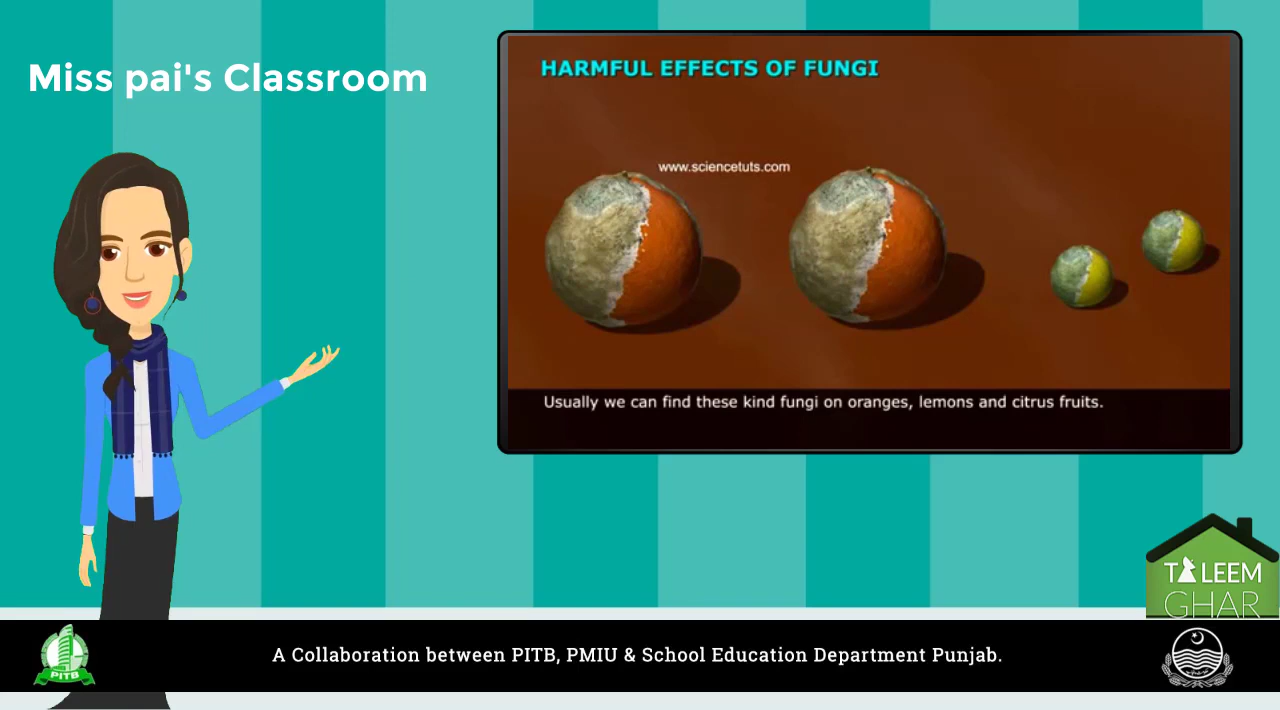 Miss pai's Classroom
HARMFUL EFFECTS OF FUNGI
www.sciencetuts.com
Usually we can find these kind fungi on oranges, lemons and citrus fruits.
TALEEM
GHAR
PITB
A Collaboration between PITB, PMIU & School Education Department Punjab.